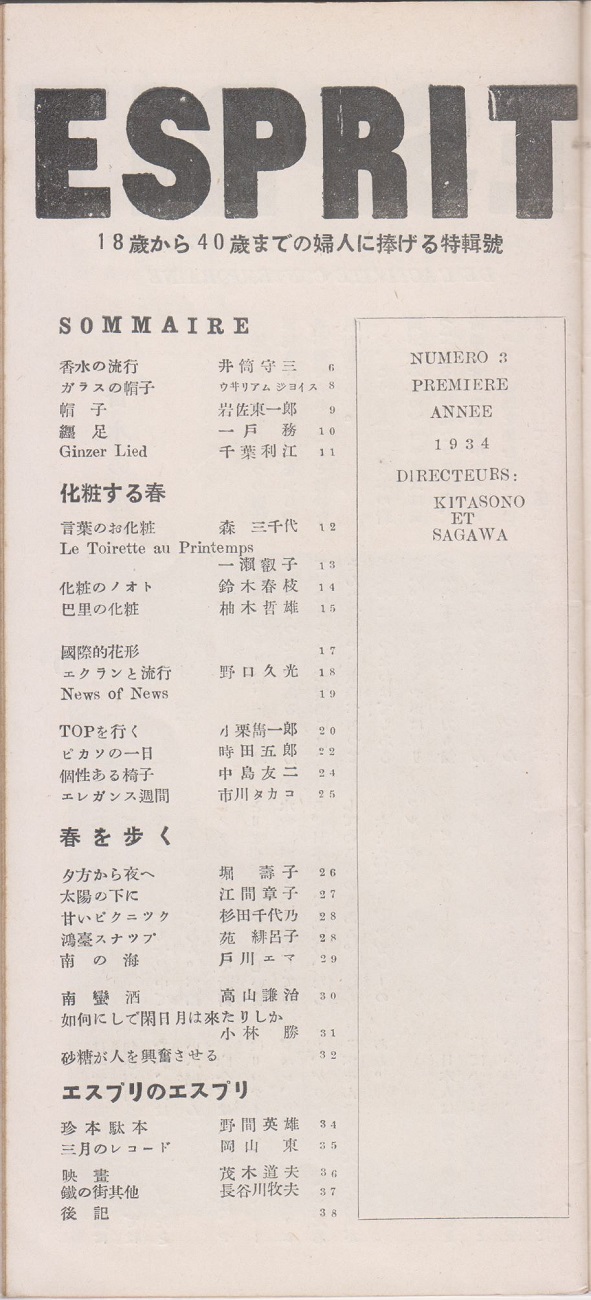 ESPRIT
18歳から40歳までの婦人に捧げる特輯號
SOMMAIRE
香水の流行 井筒守三 6
ガラスの帽子 ウヰリアム ジヨイス 8
帽子 岩佐東一郎 9
纏足 一戸務 10
Ginzer Lied 千葉利江 11
化粧する春
言葉のお化粧 森三千代 12
Le Toirette au Printemps
一瀬叡子 13
化粧のノオト 鈴木春枝 14
巴里の化粧 柚木哲雄 15
國際的花形 17
エクランと流行 野口久光 18
News of News 19
TOPを行く 小栗雋一郎 20
ピカソの一日 時田五郎 22
個性ある椅子 中島友二 24
エレガンス週間 市川タカコ 25
春を歩く
夕方から夜へ 堀壽子 26
太陽の下に 江間章子 27
甘いピクニツク 杉田千代乃 28
鴻臺スナツプ 苑緋呂子 28
南の海 戸川エマ 29
南蠻酒 高山謙治 30
如何にして閑日月は來たりしか
小林勝 31
砂糖が人を興奮させる 32
エスプリのエスプリ
珍本駄本 野間英雄 34
三月のレコード 岡山東 35
映畫 茂木道夫 36
鐵の街其他 長谷川牧夫 37
後記 38
NUMERO 3
PREMIERE
ANNEE
1934
DIRECTEURS:
KITASONO
ET
SAGAWA